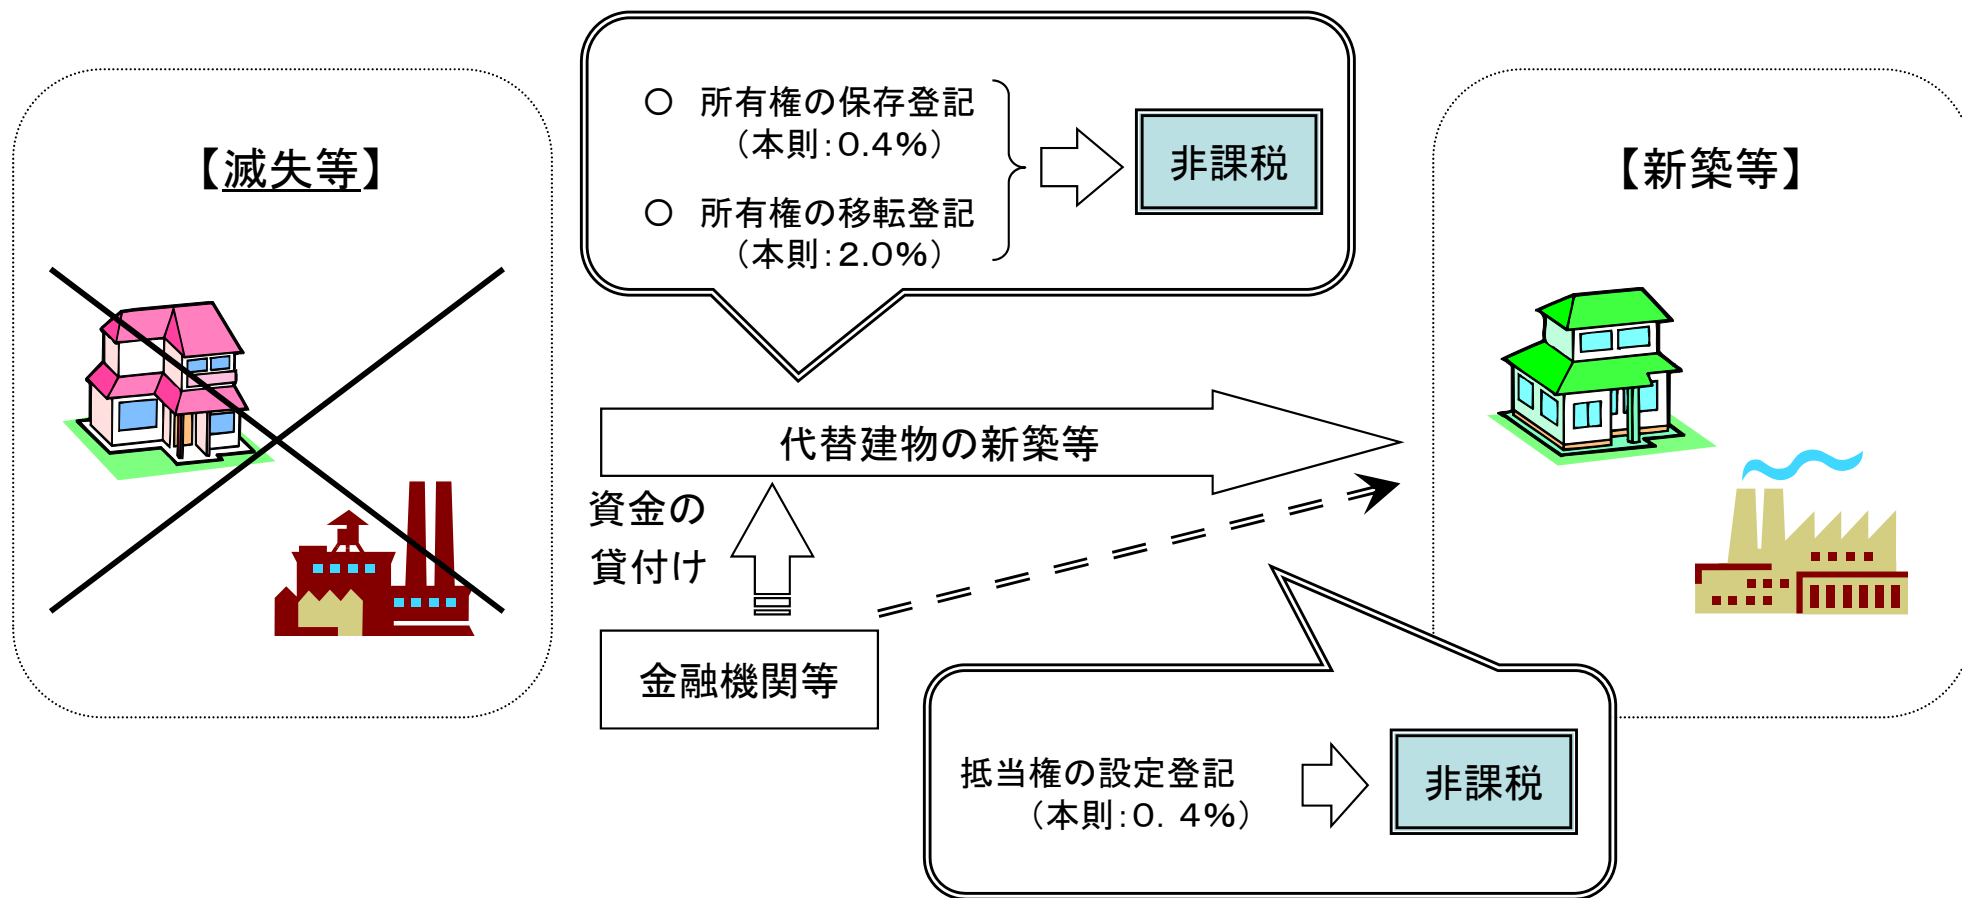 【滅失等】
○ 所有権の保存登記
（本則：0.4%）
○ 所有権の移転登記
（本則：2.0%）
非課税
【新築等】
代替建物の新築等
資金の
貸付け
金融機関等
抵当権の設定登記
（本則：0. 4%）
非課税